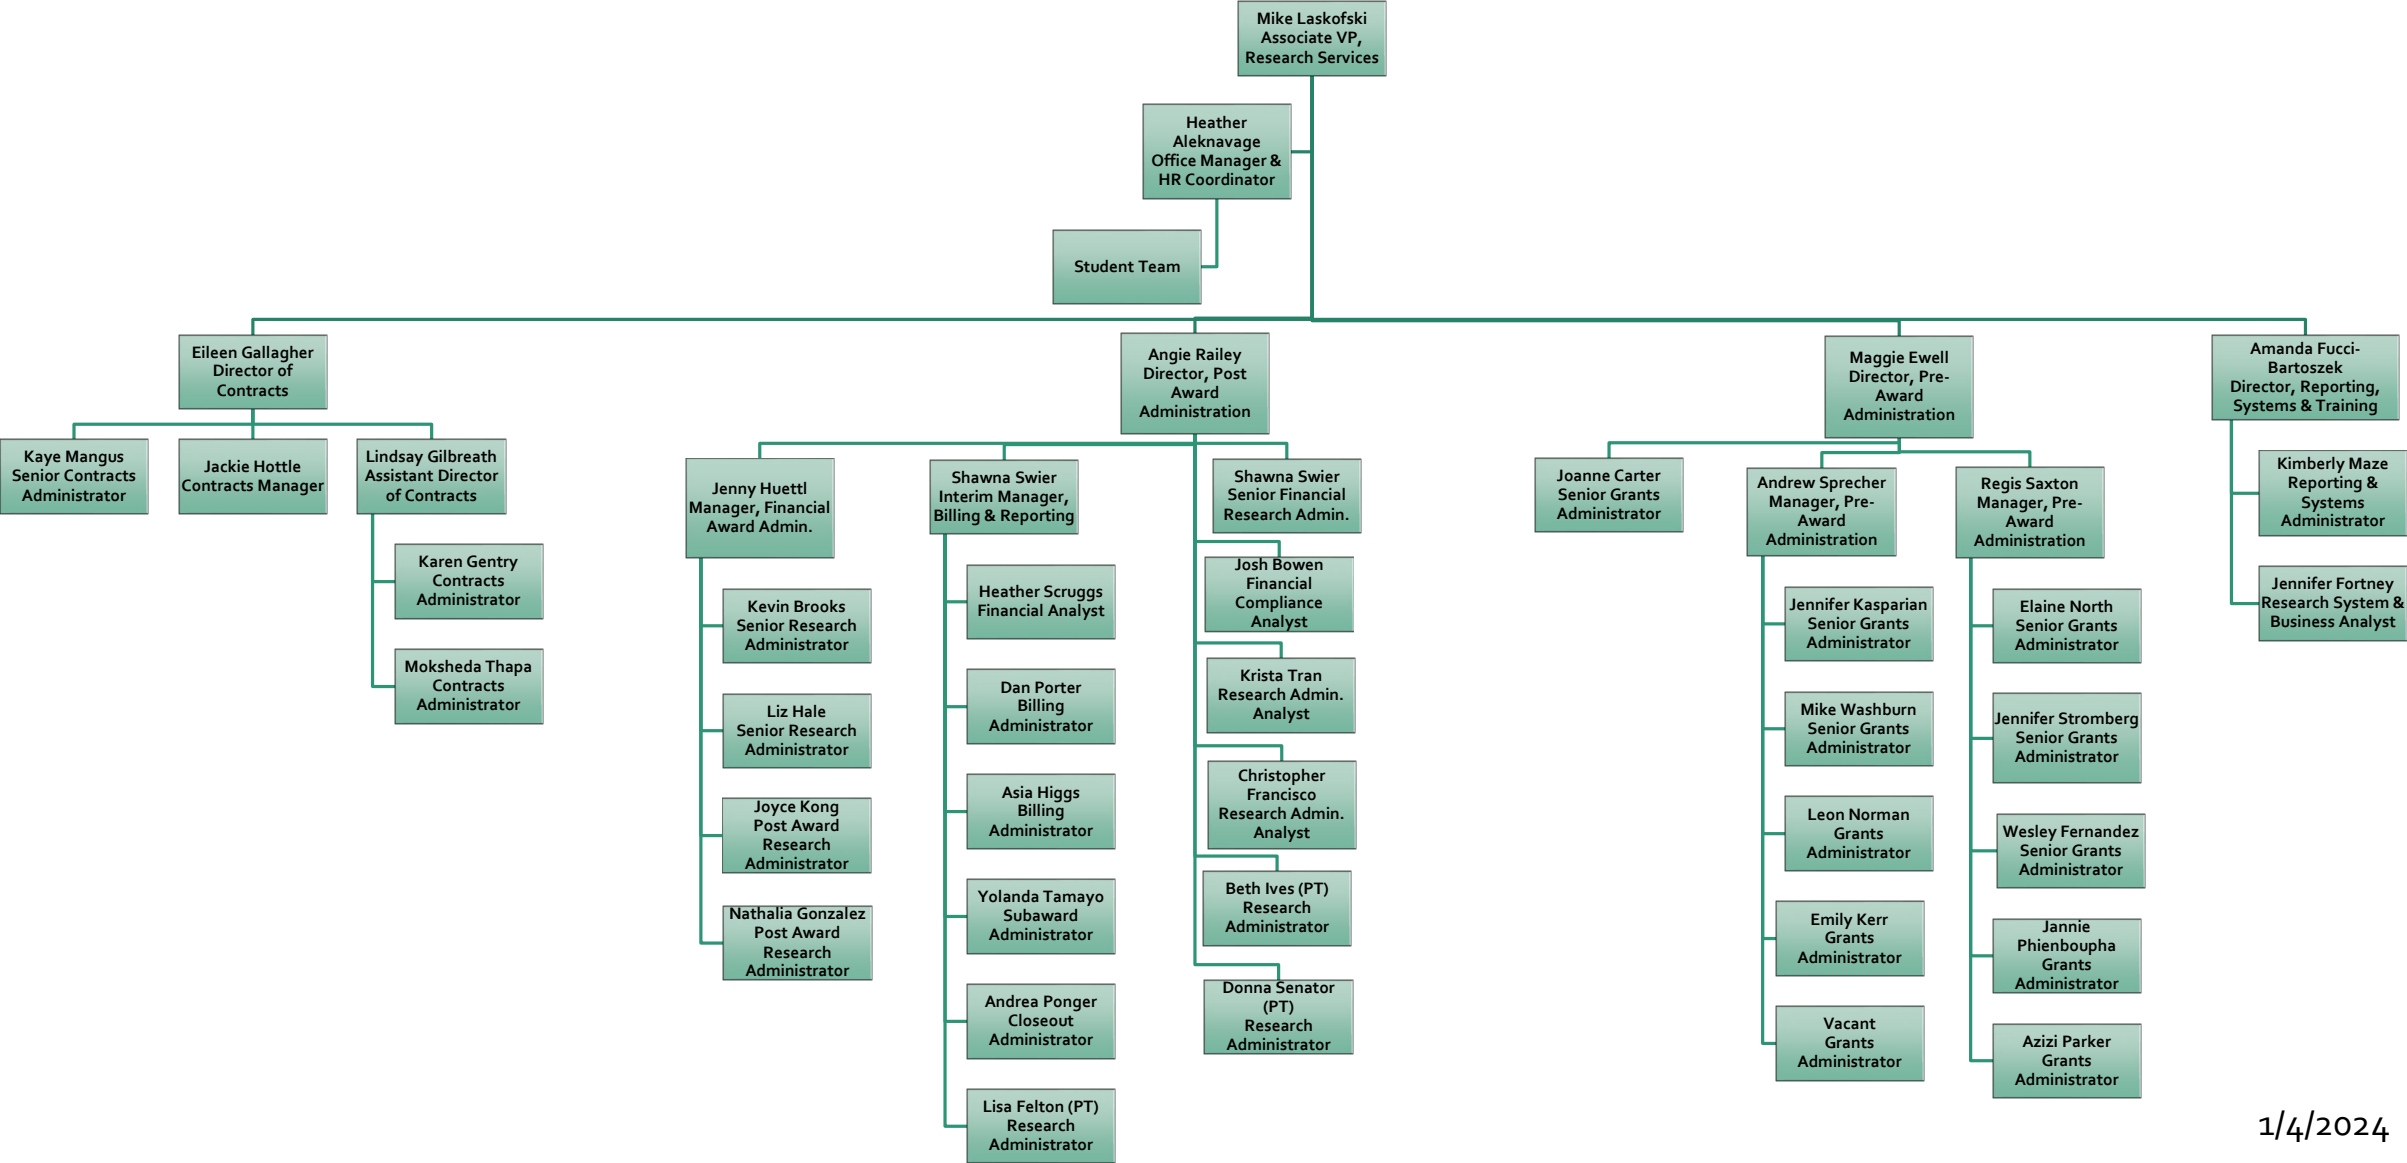 Mike Laskofski
Associate VP,
Research Services
Heather
Aleknavage
Office Manager &
HR Coordinator
Student Team
Eileen Gallagher
Director of
Contracts
Kaye Mangus
Senior Contracts
Administrator
Jackie Hottle
Contracts Manager
Lindsay Gilbreath
Assistant Director
of Contracts
Karen Gentry
Contracts
Administrator
Moksheda Thapa
Contracts
Administrator
Angie Railey
Director, Post
Award
Administration
Jenny Huettl
Manager, Financial
Award Admin.
Kevin Brooks
Senior Research
Administrator
Liz Hale
Senior Research
Administrator
Joyce Kong
Post Award
Research
Administrator
Nathalia Gonzalez
Post Award
Research
Administrator
Shawna Swier
Interim Manager,
Billing & Reporting
Heather Scruggs
Financial Analyst
Dan Porter
Billing
Administrator
Asia Higgs
Billing
Administrator
Yolanda Tamayo
Subaward
Administrator
Andrea Ponger
Closeout
Administrator
Lisa Felton (PT)
Research
Administrator
Shawna Swier
Senior Financial
Research Admin.
Josh Bowen
Financial
Compliance
Analyst
Krista Tran
Research Admin.
Analyst
Christopher
Francisco
Research Admin.
Analyst
Beth Ives (PT)
Research
Administrator
Donna Senator
(PT)
Research
Administrator
Maggie Ewell
Director, Pre-
Award
Administration
Joanne Carter
Senior Grants
Administrator
Andrew Sprecher
Manager, Pre-
Award
Administration
Jennifer Kasparian
Senior Grants
Administrator
Mike Washburn
Senior Grants
Administrator
Leon Norman
Grants
Administrator
Emily Kerr
Grants
Administrator
Vacant
Grants
Administrator
Regis Saxton
Manager, Pre-
Award
Administration
Elaine North
Senior Grants
Administrator
Jennifer Stromberg
Senior Grants
Administrator
Wesley Fernandez
Senior Grants
Administrator
Jannie
Phienboupha
Grants
Administrator
Azizi Parker
Grants
Administrator
Amanda Fucci-
Bartoszek
Director, Reporting,
Systems & Training
Kimberly Maze
Reporting &
Systems
Administrator
Jennifer Fortney
Research System &
Business Analyst
1/4/2024